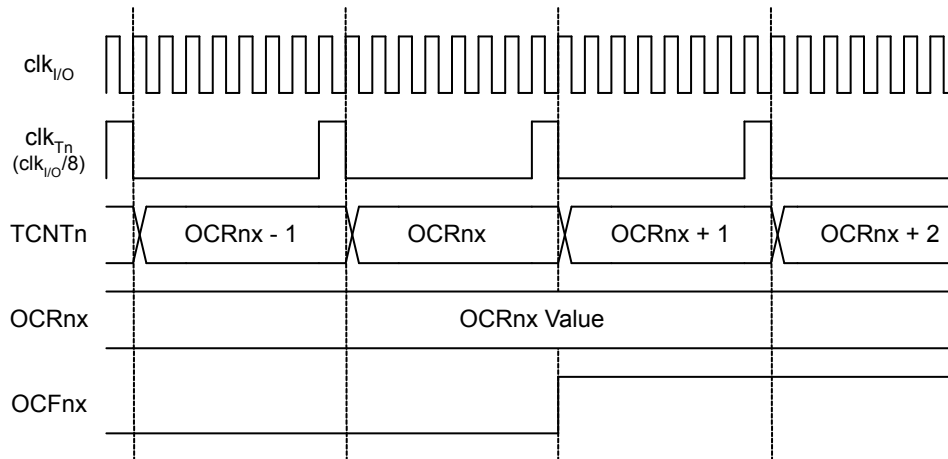 clkI/O
clkTn
(clkI/O/8)
TCNTn
OCRnx - 1
OCRnx
OCRnx + 1
OCRnx + 2
OCRnx
OCRnx Value
OCFnx